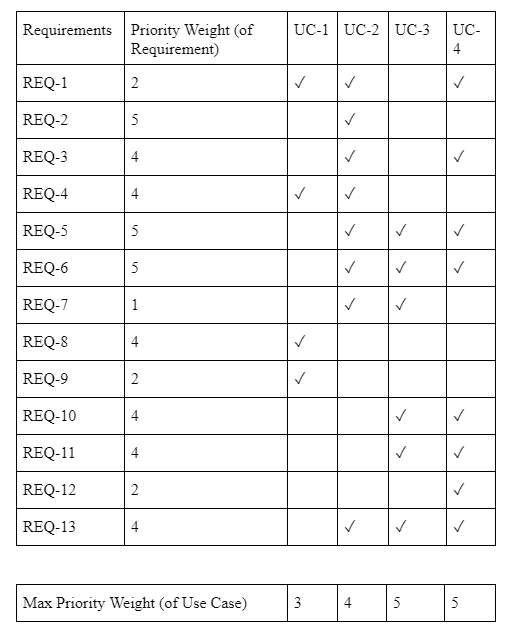 Requirements Priority Weight (of Requirement) UC-1 UC-2 UC-3 UC-4
REQ-1 2 ✓ ✓ ✓
REQ-2 5 ✓
REQ-3 4 ✓ ✓
REQ-4 4 ✓ ✓
REQ-5 5 ✓ ✓ ✓
REQ-6 5 ✓ ✓ ✓
REQ-7 1 ✓ ✓
REQ-8 4 ✓
REQ-9 2 ✓
REQ-10 4 ✓ ✓
REQ-11 4 ✓ ✓
REQ-12 2 ✓
REQ-13 4 ✓ ✓ ✓
Max Priority Weight (of Use Case) 3 4 5 5